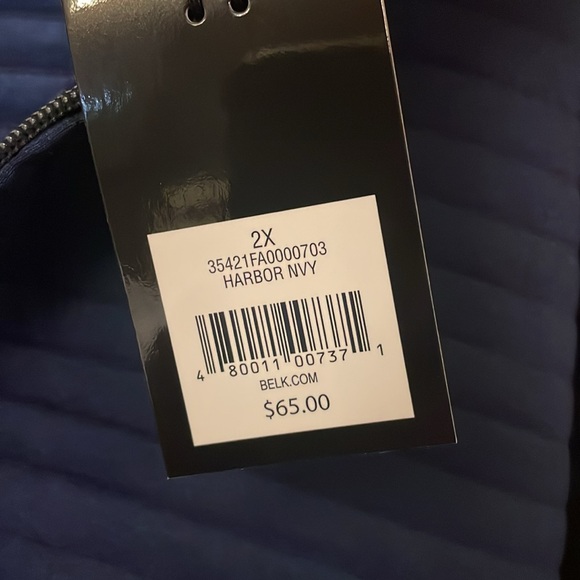 2X
35421FA0000703
HARBOR NVY
4 80011 00737 1
BELK.COM
$65.00